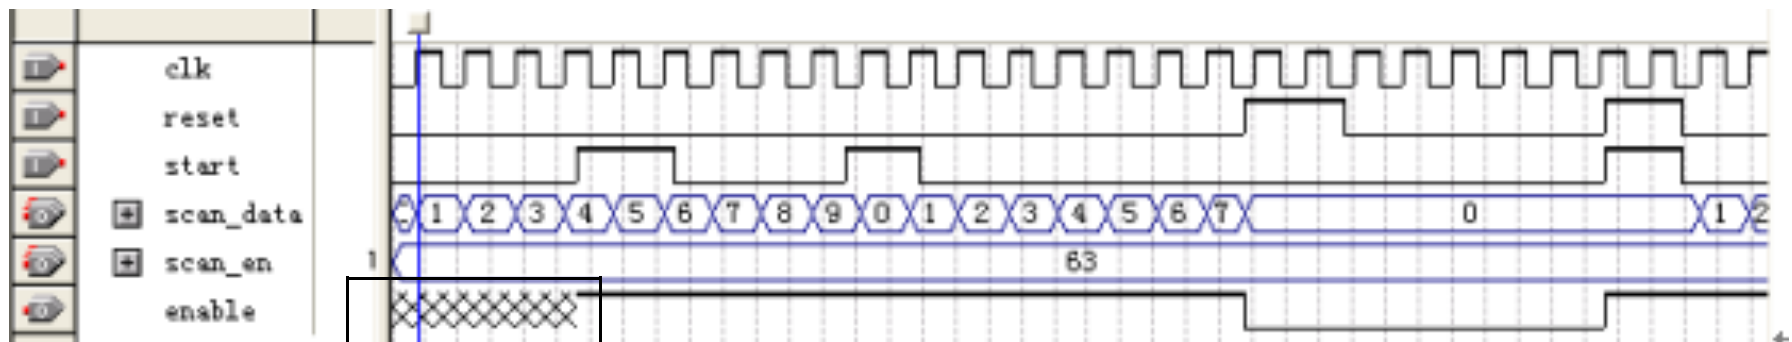 clk
reset
start
scan_data 1 2 3 4 5 6 7 8 9 0 1 2 3 4 5 6 7 0 1 2
scan_en 1 63
enable